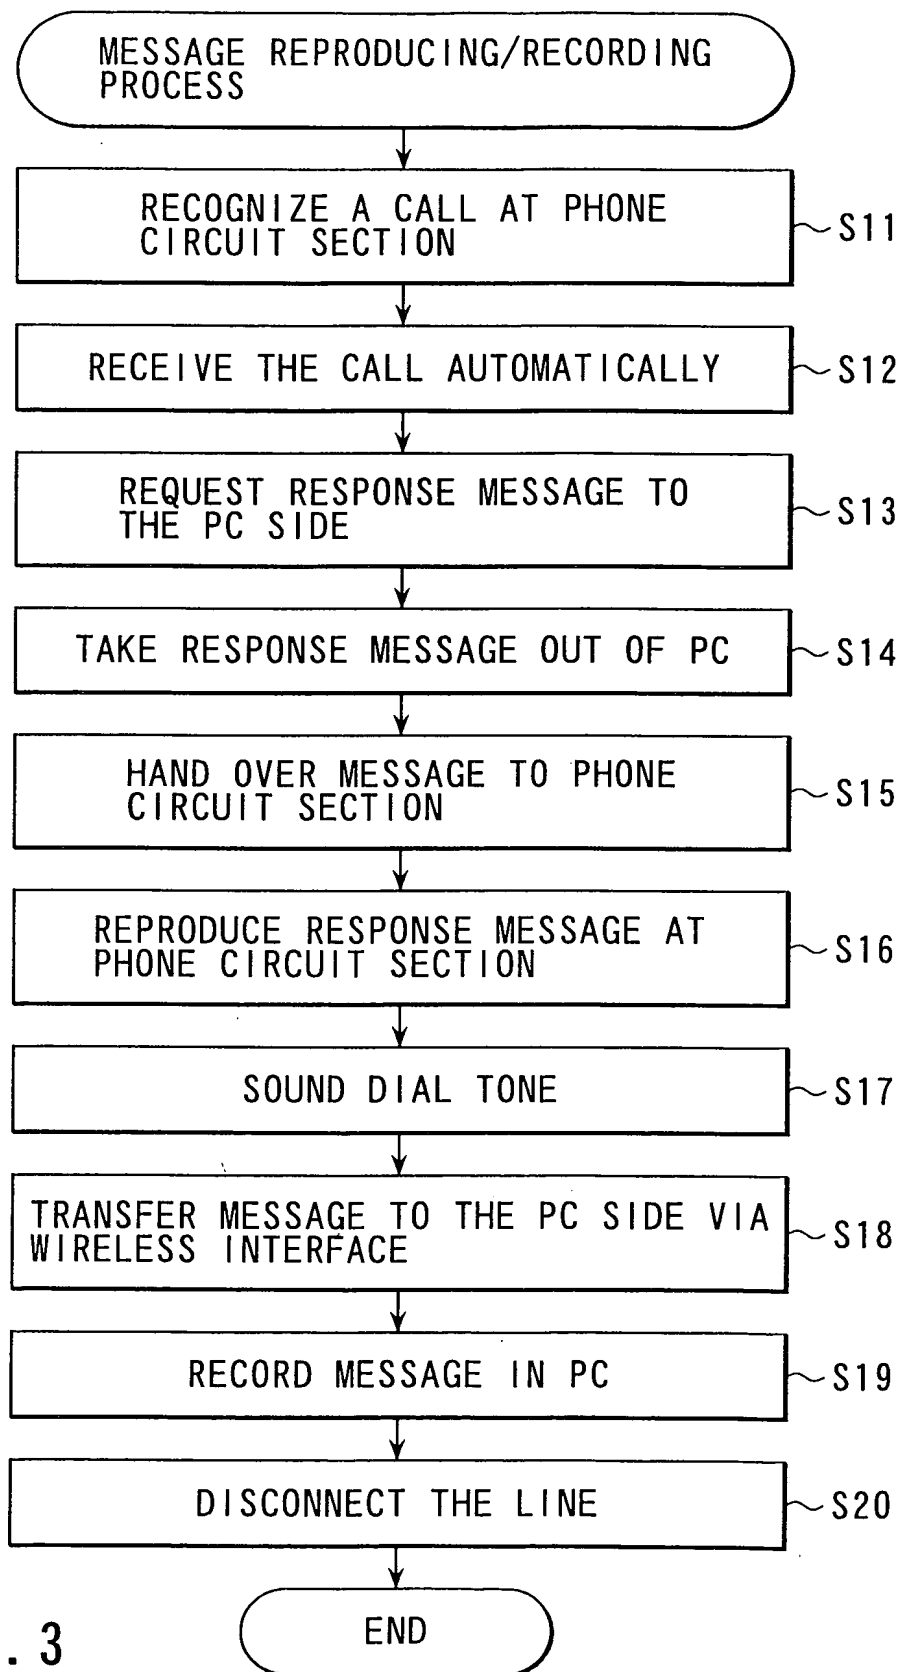 MESSAGE REPRODUCING/RECORDING
PROCESS
RECOGNIZE A CALL AT PHONE
CIRCUIT SECTION
S11
RECEIVE THE CALL AUTOMATICALLY
S12
REQUEST RESPONSE MESSAGE TO
THE PC SIDE
S13
TAKE RESPONSE MESSAGE OUT OF PC
S14
HAND OVER MESSAGE TO PHONE
CIRCUIT SECTION
S15
REPRODUCE RESPONSE MESSAGE AT
PHONE CIRCUIT SECTION
S16
SOUND DIAL TONE
S17
TRANSFER MESSAGE TO THE PC SIDE VIA
WIRELESS INTERFACE
S18
RECORD MESSAGE IN PC
S19
DISCONNECT THE LINE
S20
END
. 3